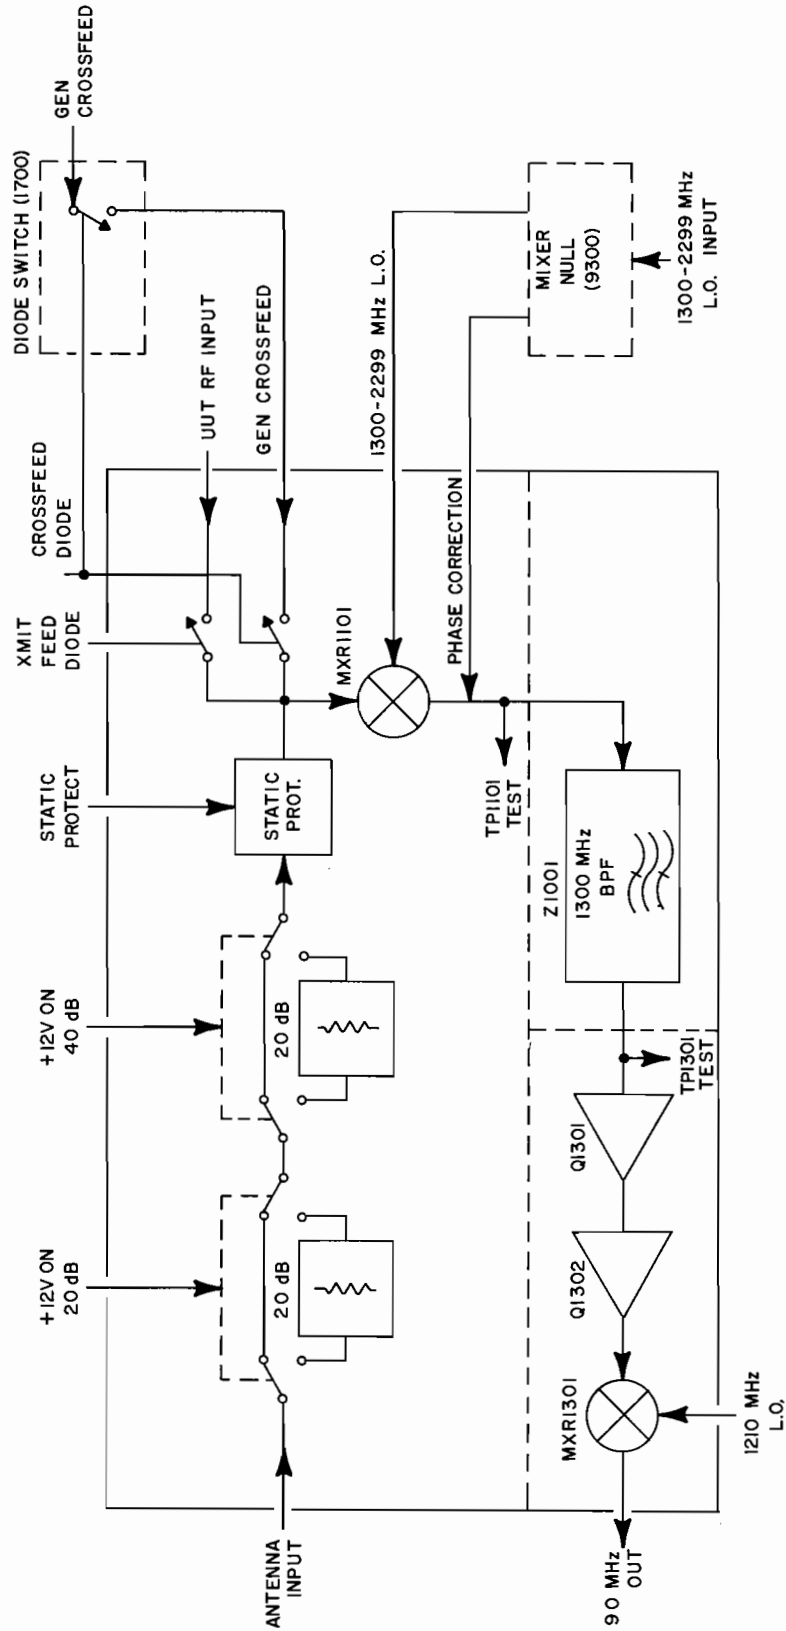 ANTENNA
INPUT
+12V ON
20 dB
20 dB
+12V ON
40 dB
20 dB
STATIC
PROTECT
STATIC
PROT.
XMIT
FEED
DIODE
CROSSFEED
DIODE
DIODE SWITCH (1700)
GEN
CROSSFEED
UUT RF INPUT
GEN CROSSFEED
MXR1101
1300-2299 MHz L.O.
PHASE CORRECTION
MIXER
NULL
(9300)
1300-2299 MHz
L.O. INPUT
TP1101
TEST
Z1001
1300 MHz
BPF
TP1301
TEST
Q1301
Q1302
MXR1301
1210 MHz
L.O.
90 MHz
OUT